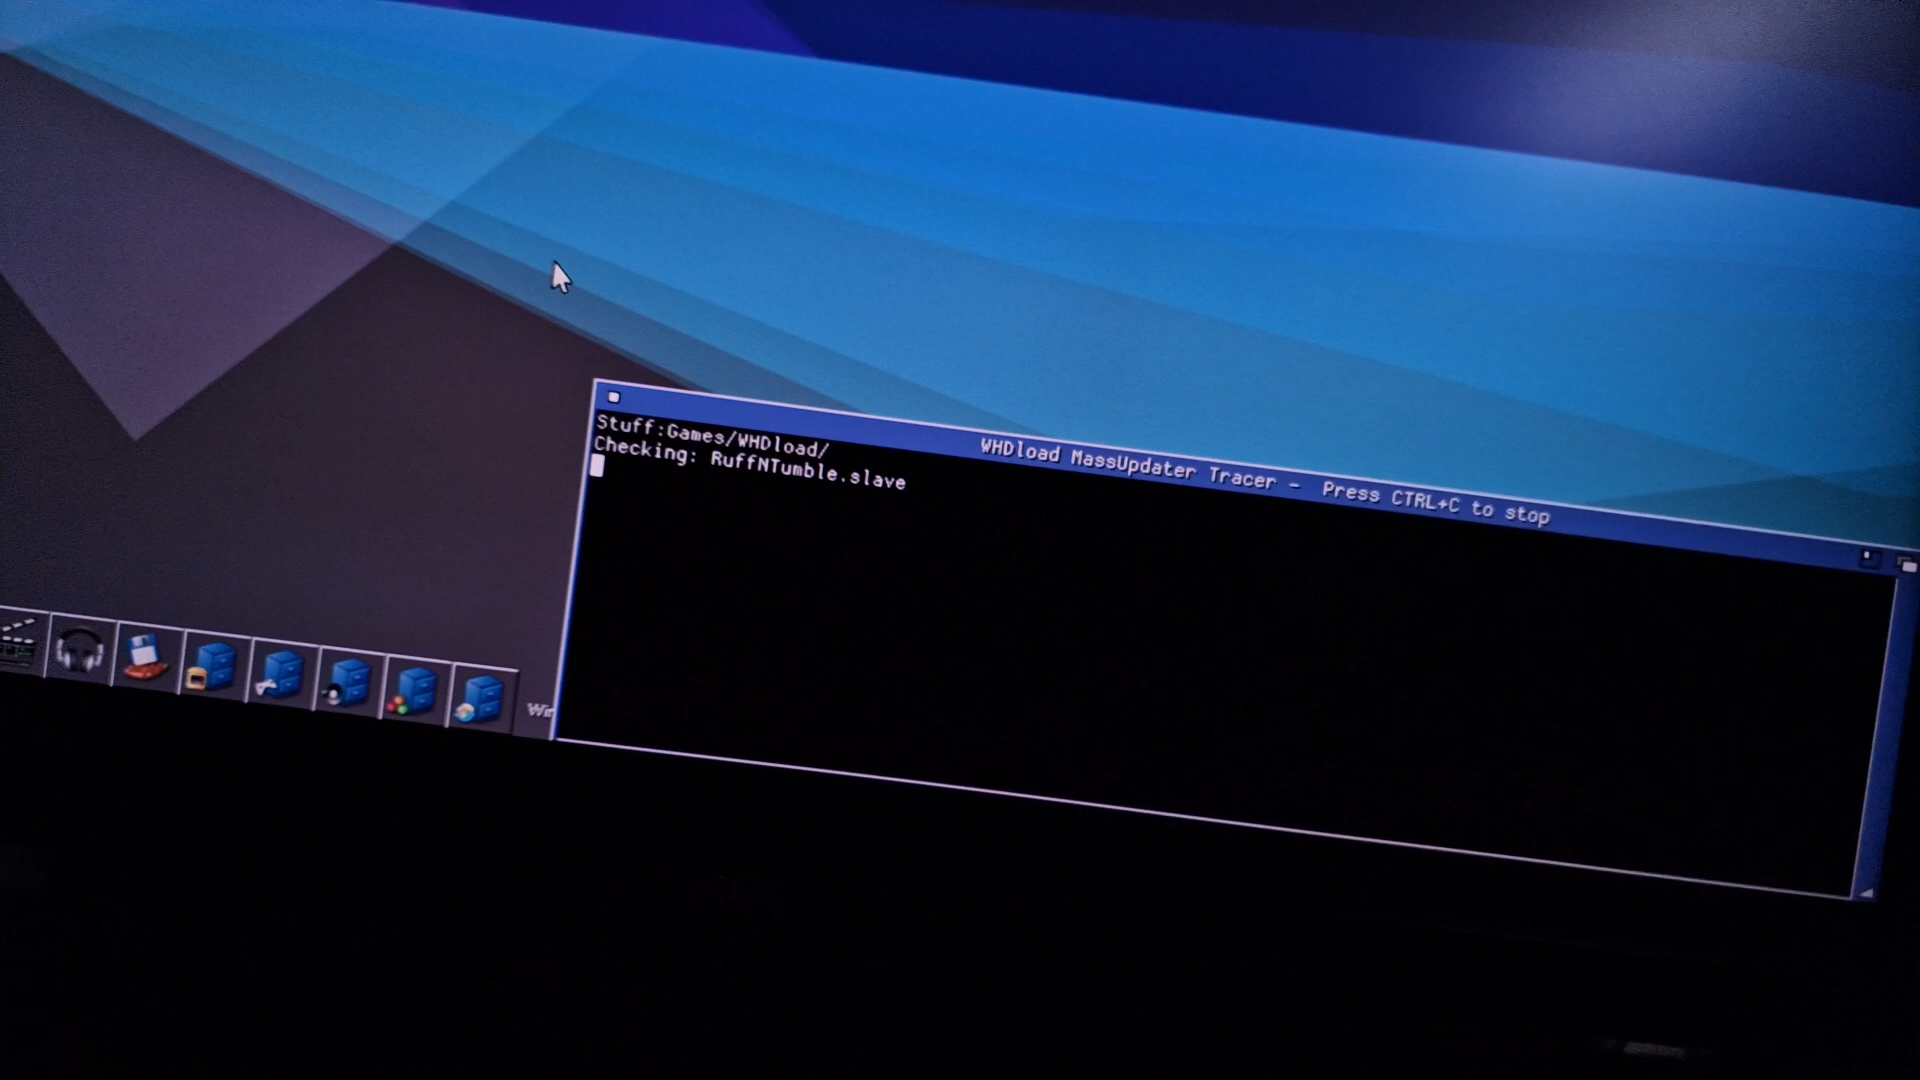 WHDload MassUpdater Tracer -  Press CTRL+C to stop
Stuff:Games/WHDload/
Checking: RuffNTumble.slave